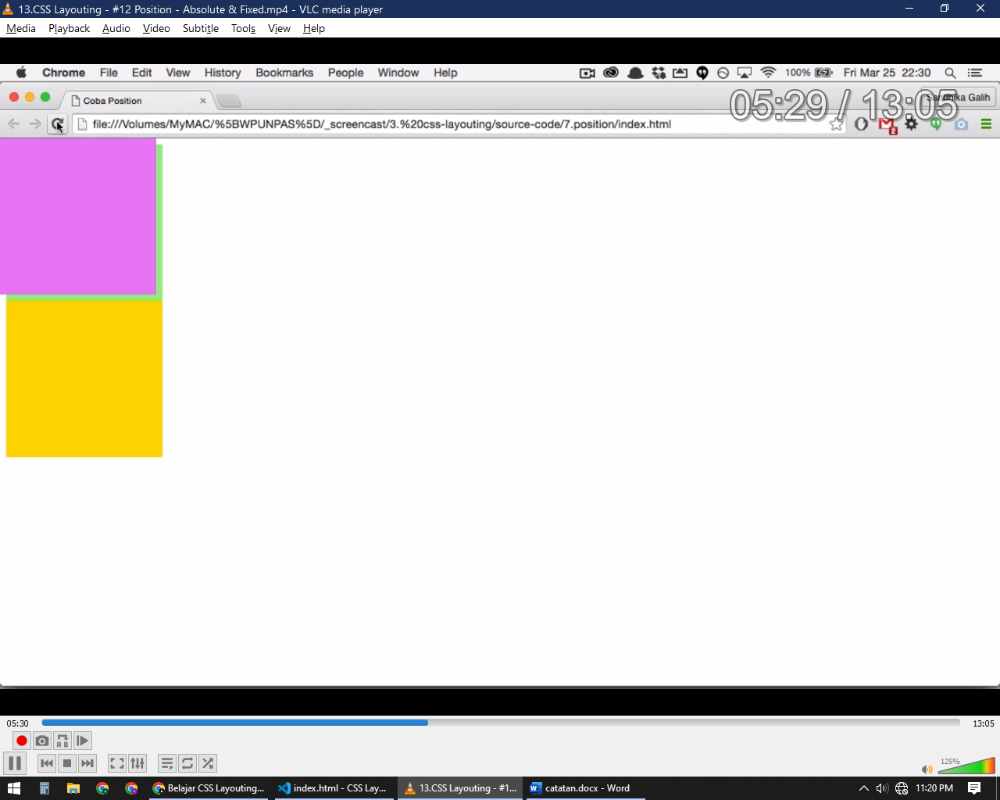 13.CSS Layouting - #12 Position - Absolute & Fixed.mp4 - VLC media player
Media Playback Audio Video Subtitle Tools View Help
Chrome File Edit View History Bookmarks People Window Help 100% Fri Mar 25 22:30
Coba Position Sandhika Galih
05:29 / 13:05
file:///Volumes/MyMAC/%5BWPUNPAS%5D/_screencast/3.%20css-layouting/source-code/7.position/index.html
2
05:30 13:05
A B
125%
Belajar CSS Layouting... index.html - CSS Lay... 13.CSS Layouting - #1... catatan.docx - Word 11:20 PM